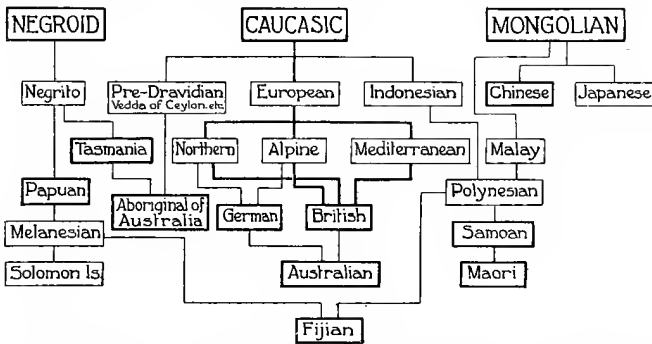 NEGROID
CAUCASIC
MONGOLIAN
Negrito
Pre-Dravidian
Vedda of Ceylon. etc
European
Indonesian
Chinese
Japanese
Tasmania
Northern
Alpine
Mediterranean
Malay
Papuan
Aboriginal of
Australia
German
British
Polynesian
Melanesian
Samoan
Solomon Is.
Australian
Maori
Fijian